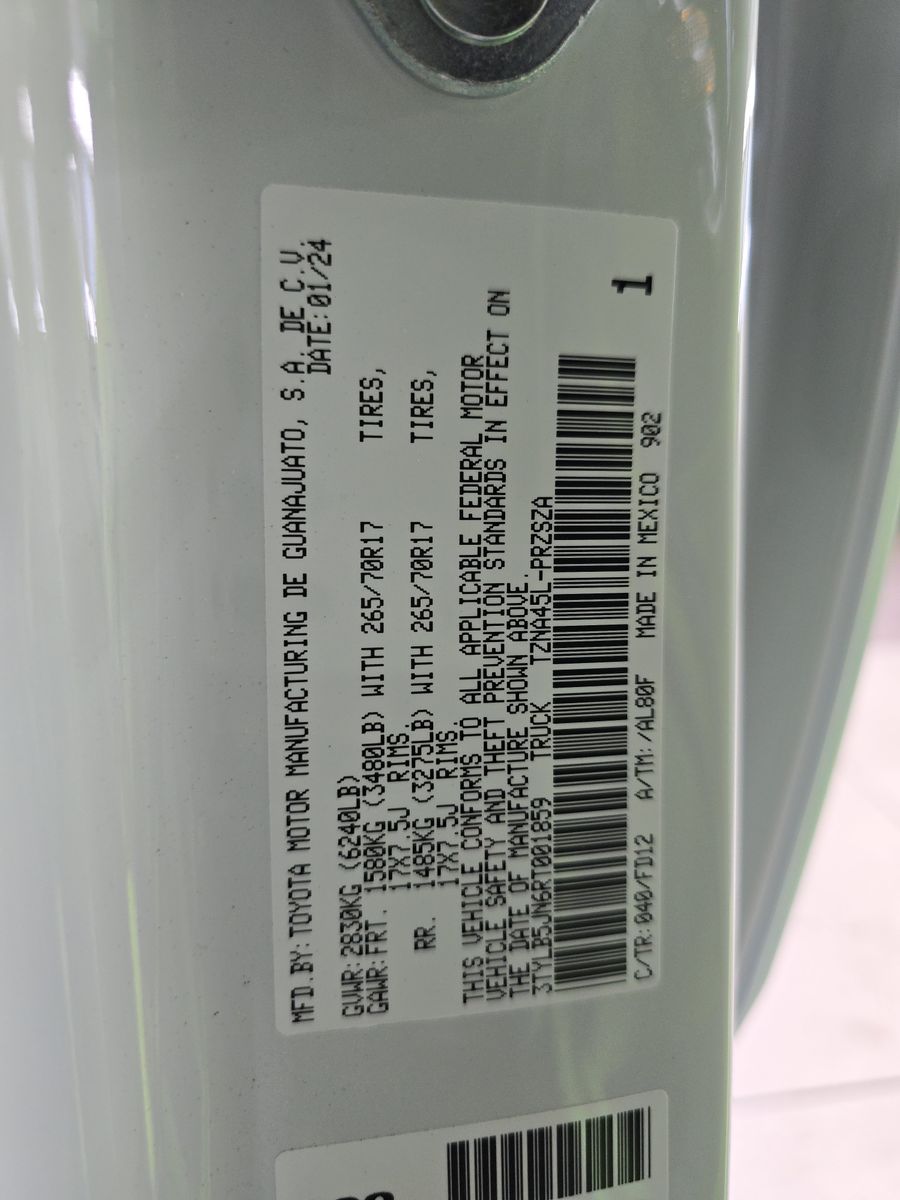 MFD.BY: TOYOTA MOTOR MANUFACTURING DE GUANAJUATO, S.A. DE C.V.
DATE: 01/24
GVWR: 2830KG (6240LB)
GAWR: FRT. 1580KG (3480LB) WITH 265/70R17 TIRES,
17X7.5J RIMS.
RR. 1485KG (3275LB) WITH 265/70R17 TIRES,
17X7.5J RIMS.
THIS VEHICLE CONFORMS TO ALL APPLICABLE FEDERAL MOTOR
VEHICLE SAFETY AND THEFT PREVENTION STANDARDS IN EFFECT ON
THE DATE OF MANUFACTURE SHOWN ABOVE.
3TYLB5JN6RT001859 TRUCK TZNA45L-PRZSZA
1
C/TR: 040/FD12 A/TM: /AL80F MADE IN MEXICO 902